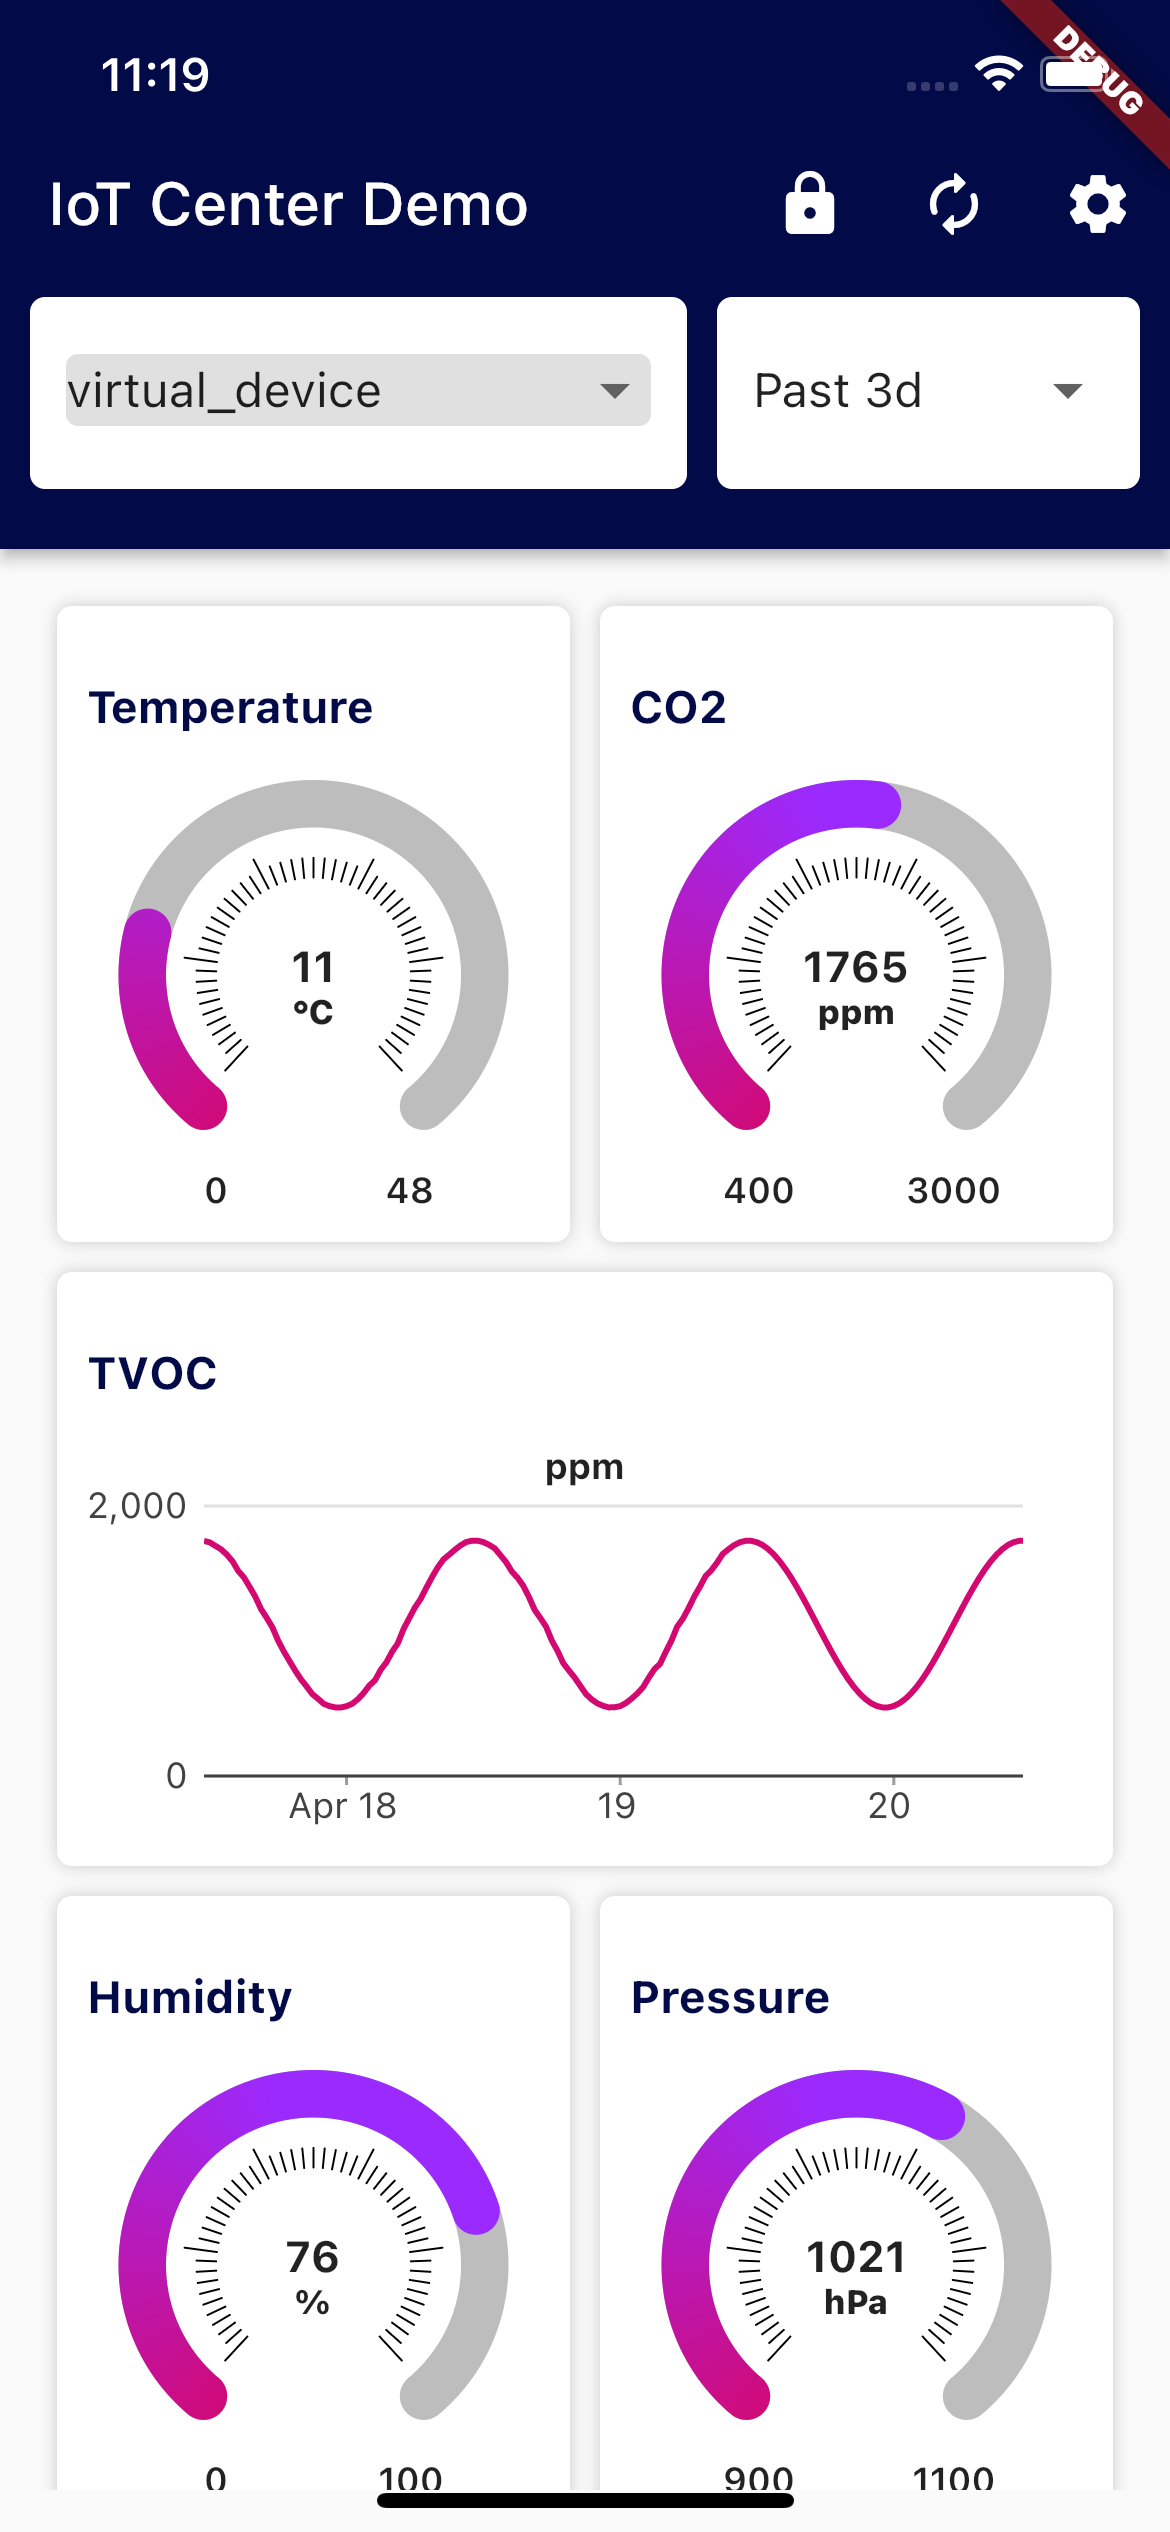 11:19
DEBUG
IoT Center Demo
virtual_device
Past 3d
Temperature
11
°C
0 48
CO2
1765
ppm
400 3000
TVOC
ppm
2,000
0
Apr 18 19 20
Humidity
76
%
0 100
Pressure
1021
hPa
900 1100